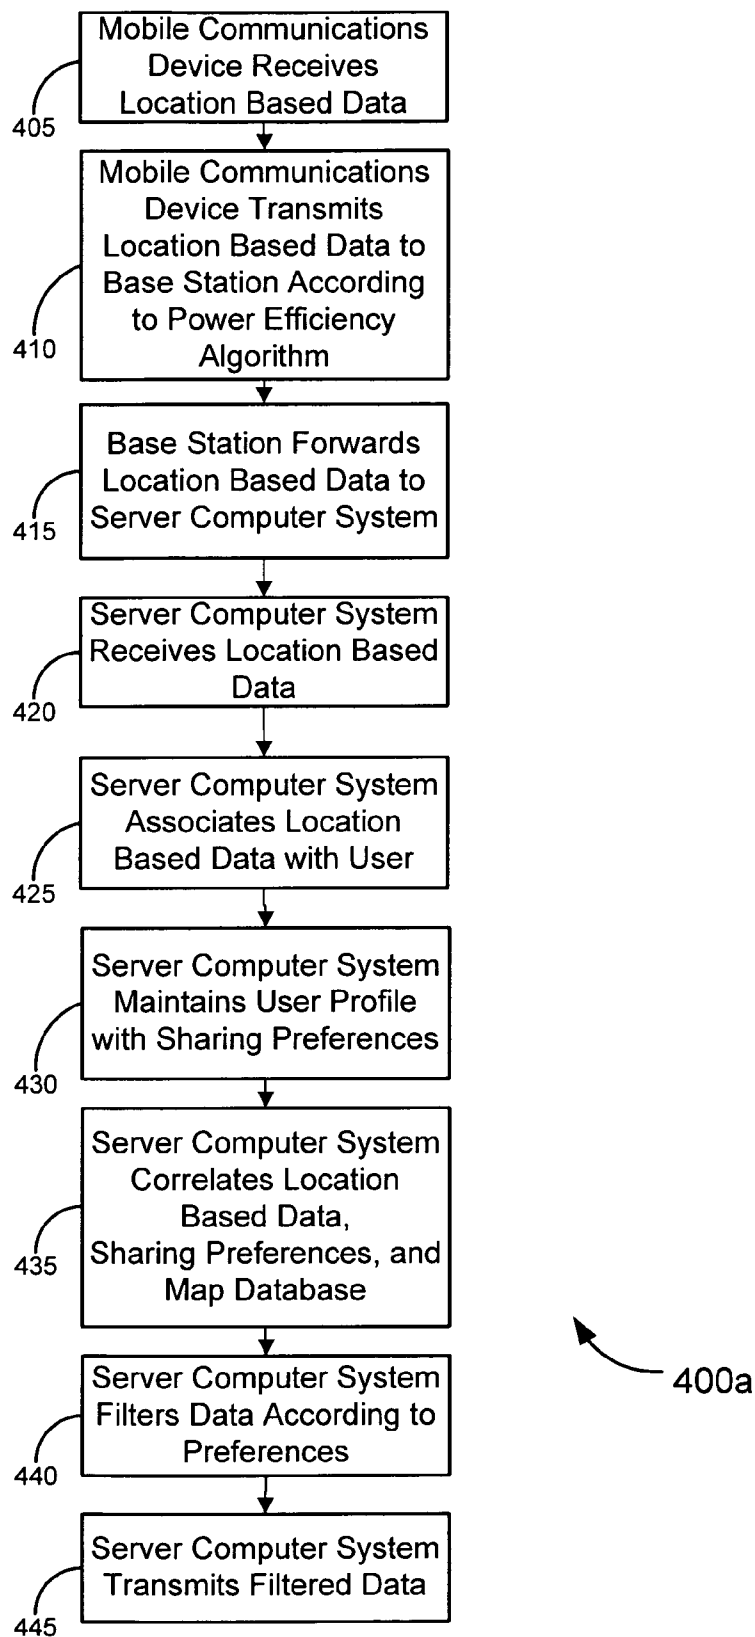 Mobile Communications
Device Receives
Location Based Data
405
Mobile Communications
Device Transmits
Location Based Data to
Base Station According
to Power Efficiency
Algorithm
410
Base Station Forwards
Location Based Data to
Server Computer System
415
Server Computer System
Receives Location Based
Data
420
Server Computer System
Associates Location
Based Data with User
425
Server Computer System
Maintains User Profile
with Sharing Preferences
430
Server Computer System
Correlates Location
Based Data,
Sharing Preferences, and
Map Database
435
400a
Server Computer System
Filters Data According to
Preferences
440
Server Computer System
Transmits Filtered Data
445